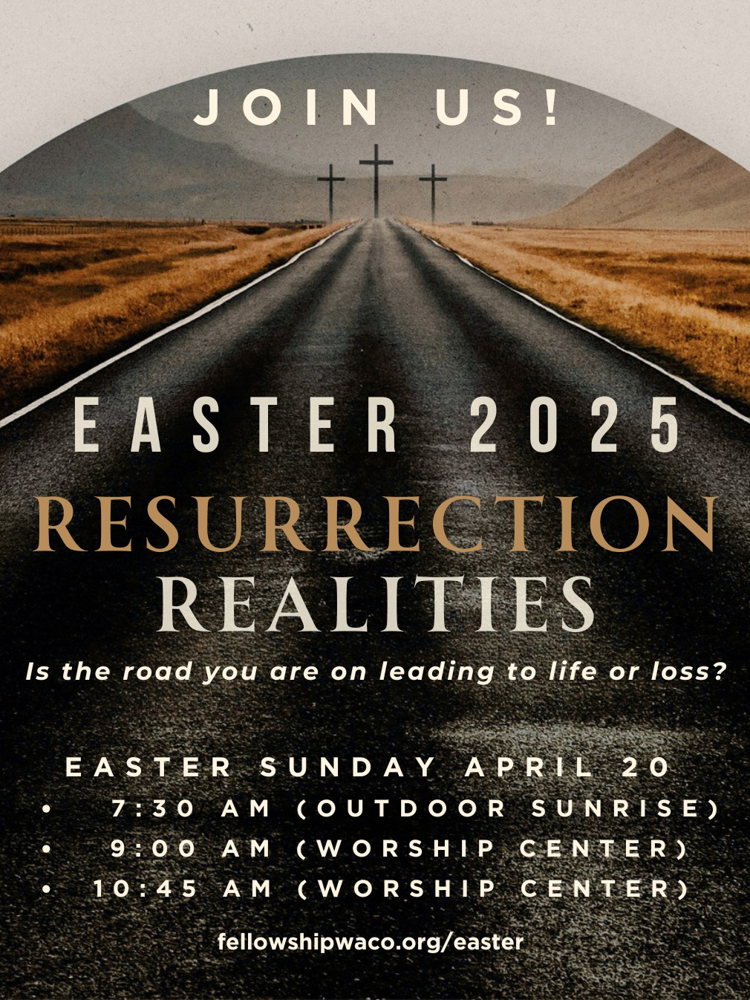 JOIN US!
EASTER 2025
RESURRECTION
REALITIES
Is the road you are on leading to life or loss?
EASTER SUNDAY APRIL 20
• 7:30 AM (OUTDOOR SUNRISE)
• 9:00 AM (WORSHIP CENTER)
• 10:45 AM (WORSHIP CENTER)
fellowshipwaco.org/easter